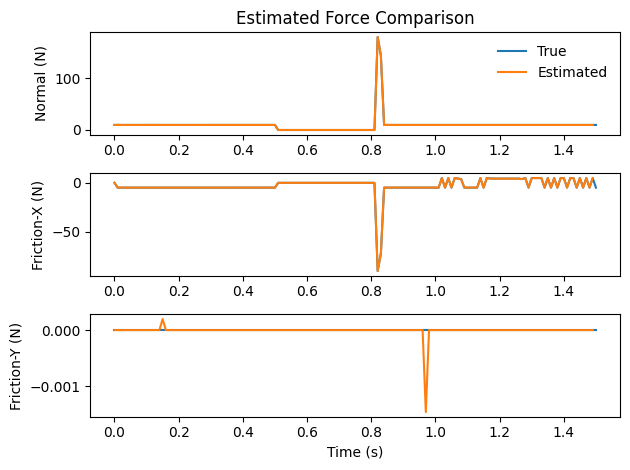 Estimated Force Comparison
Normal (N)
100
0
True
Estimated
0.0 0.2 0.4 0.6 0.8 1.0 1.2 1.4
Friction-X (N)
0
−50
0.0 0.2 0.4 0.6 0.8 1.0 1.2 1.4
Friction-Y (N)
0.000
−0.001
0.0 0.2 0.4 0.6 0.8 1.0 1.2 1.4
Time (s)